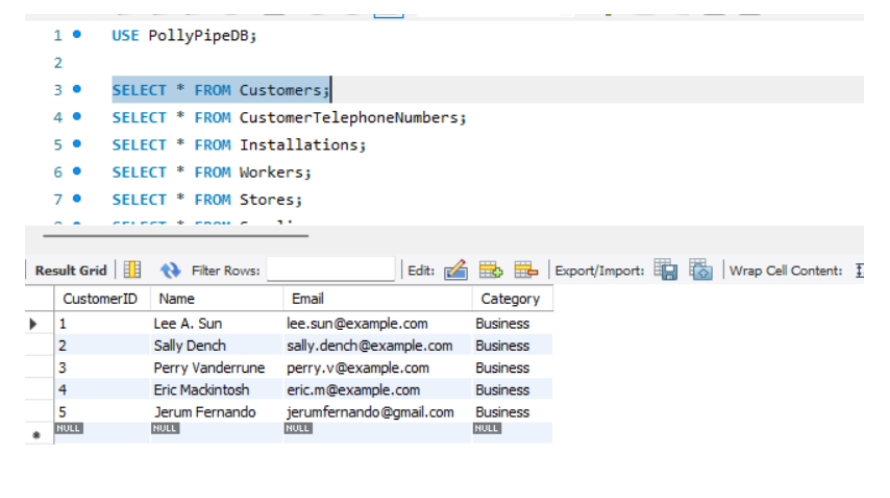 1 USE PollyPipeDB;
2
3 SELECT * FROM Customers;
4 SELECT * FROM CustomerTelephoneNumbers;
5 SELECT * FROM Installations;
6 SELECT * FROM Workers;
7 SELECT * FROM Stores;
Result Grid Filter Rows: Edit: Export/Import: Wrap Cell Content:
CustomerID Name Email Category
1 Lee A. Sun lee.sun@example.com Business
2 Sally Dench sally.dench@example.com Business
3 Perry Vanderrune perry.v@example.com Business
4 Eric Mackintosh eric.m@example.com Business
5 Jerum Fernando jerumfernando@gmail.com Business
NULL NULL NULL NULL